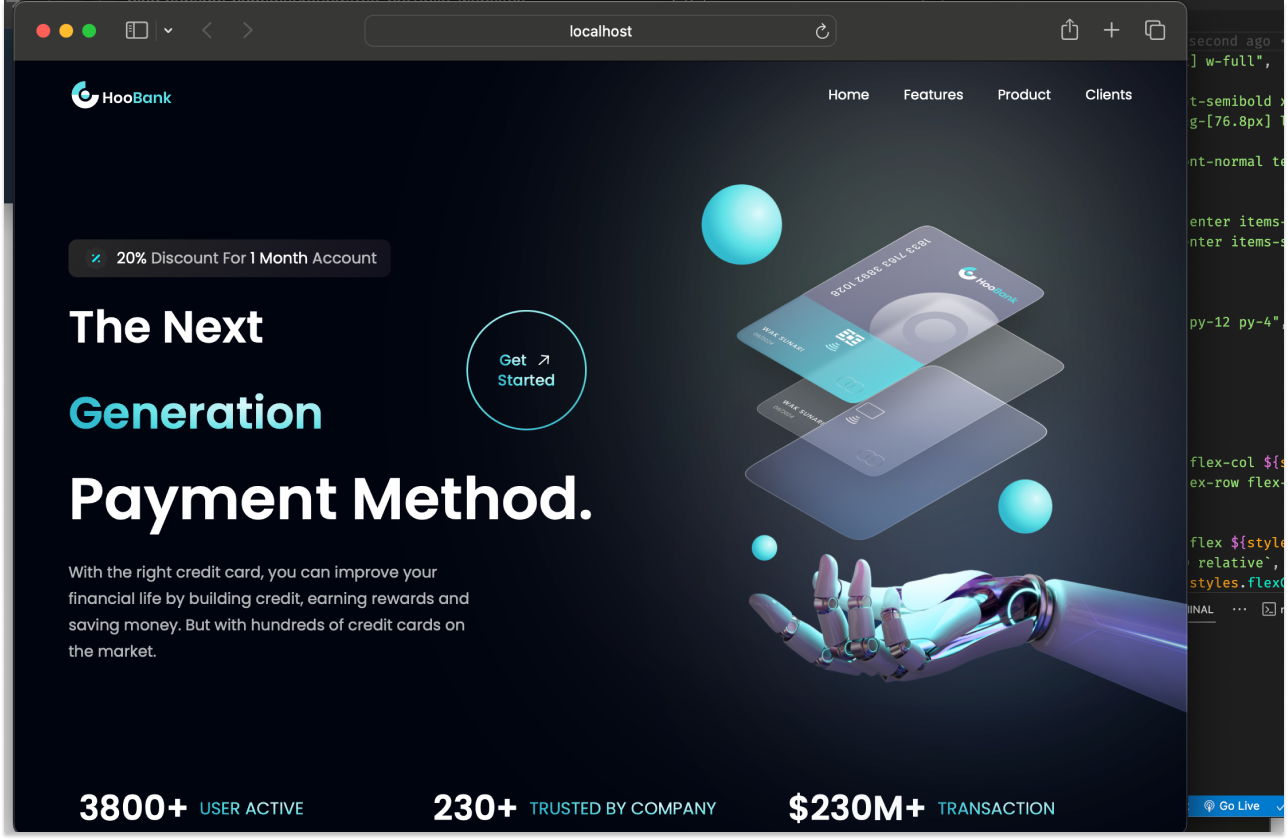 localhost
HooBank
Home Features Product Clients
20% Discount For 1 Month Account
The Next
Generation
Payment Method.
Get
Started
With the right credit card, you can improve your
financial life by building credit, earning rewards and
saving money. But with hundreds of credit cards on
the market.
1833 7163 3892 1028
HooBank
WAK SUNARI
WAK SUNARI
3800+ USER ACTIVE
230+ TRUSTED BY COMPANY
$230M+ TRANSACTION
second ago
] w-full",
t-semibold
g-[76.8px]
nt-normal te
enter items-
nter items-s
py-12 py-4",
flex-col ${s
ex-row flex-
flex ${style
relative`,
styles.flexC
INAL ···
Go Live